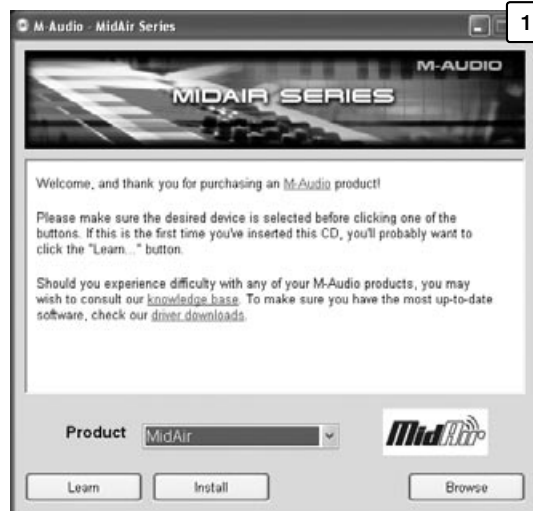 M-Audio - MidAir Series
1
M-AUDIO
MIDAIR SERIES
Welcome, and thank you for purchasing an M-Audio product!
Please make sure the desired device is selected before clicking one of the
buttons. If this is the first time you've inserted this CD, you'll probably want to
click the "Learn..." button.
Should you experience difficulty with any of your M-Audio products, you may
wish to consult our knowledge base. To make sure you have the most up-to-date
software, check our driver downloads.
Product
MidAir
MidAir
Learn
Install
Browse